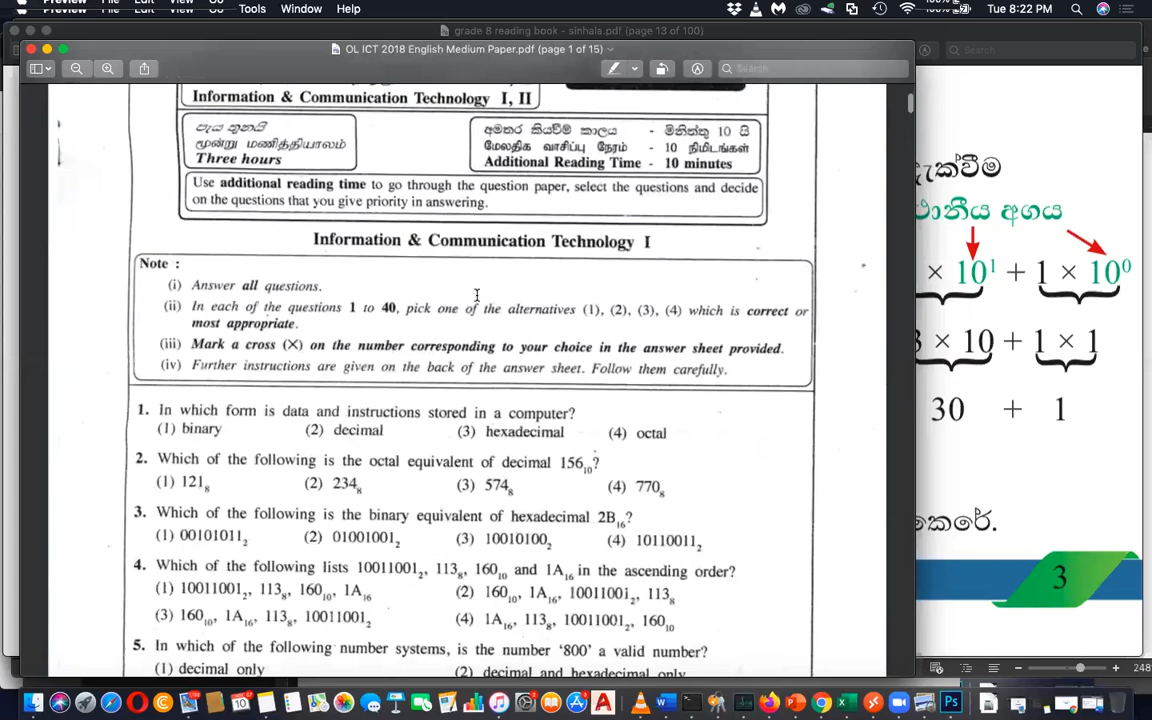 Preview File Edit View Go Tools Window Help
100% Tue 8:22 PM
grade 8 reading book - sinhala.pdf (page 13 of 100)
OL ICT 2018 English Medium Paper.pdf (page 1 of 15)
Search
Search
Information & Communication Technology I, II
පැය තුනයි
மூன்று மணித்தியாலம்
Three hours
අමතර කියවීම් කාලය - මිනිත්තු 10 යි
மேலதிக வாசிப்பு நேரம் - 10 நிமிடங்கள்
Additional Reading Time - 10 minutes
Use additional reading time to go through the question paper, select the questions and decide
on the questions that you give priority in answering.
Information & Communication Technology I
Note :
(i) Answer all questions.
(ii) In each of the questions 1 to 40, pick one of the alternatives (1), (2), (3), (4) which is correct or
most appropriate.
(iii) Mark a cross (X) on the number corresponding to your choice in the answer sheet provided.
(iv) Further instructions are given on the back of the answer sheet. Follow them carefully.
1. In which form is data and instructions stored in a computer?
(1) binary (2) decimal (3) hexadecimal (4) octal
2. Which of the following is the octal equivalent of decimal 156₁₀?
(1) 121₈ (2) 234₈ (3) 574₈ (4) 770₈
3. Which of the following is the binary equivalent of hexadecimal 2B₁₆?
(1) 00101011₂ (2) 01001001₂ (3) 10010100₂ (4) 10110011₂
4. Which of the following lists 10011001₂, 113₈, 160₁₀ and 1A₁₆ in the ascending order?
(1) 10011001₂, 113₈, 160₁₀, 1A₁₆ (2) 160₁₀, 1A₁₆, 10011001₂, 113₈
(3) 160₁₀, 1A₁₆, 113₈, 10011001₂ (4) 1A₁₆, 113₈, 10011001₂, 160₁₀
5. In which of the following number systems, is the number '800' a valid number?
(1) decimal only (2) decimal and hexadecimal only
දැක්වීම
ථානීය අගය
× 10¹ + 1 × 10⁰
3 × 10 + 1 × 1
30 + 1
කෙරේ.
3
248